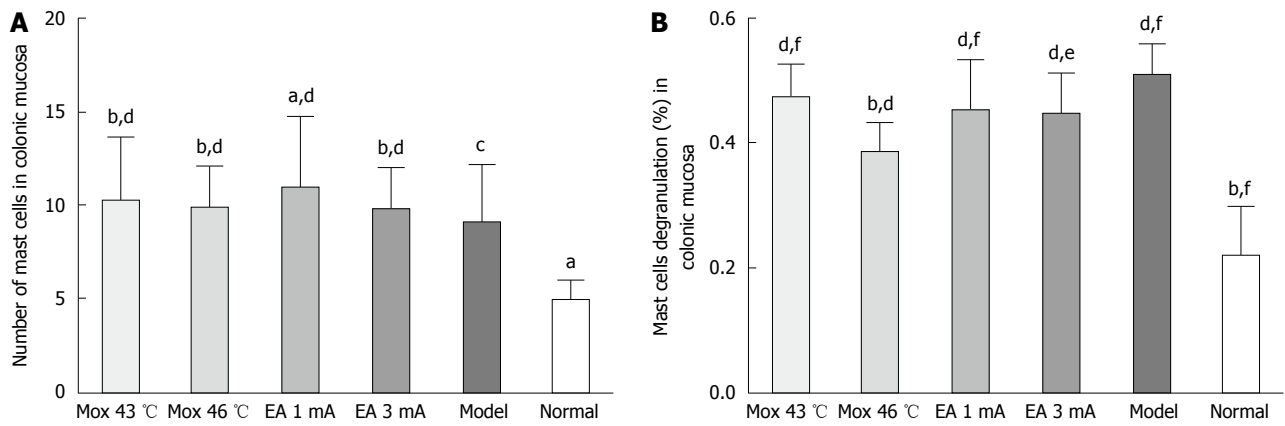 A
Number of mast cells in colonic mucosa
20
15
10
5
0
b,d
b,d
a,d
b,d
c
a
Mox 43 ℃
Mox 46 ℃
EA 1 mA
EA 3 mA
Model
Normal
B
Mast cells degranulation (%) in
colonic mucosa
0.6
0.4
0.2
0.0
d,f
b,d
d,f
d,e
d,f
b,f
Mox 43 ℃
Mox 46 ℃
EA 1 mA
EA 3 mA
Model
Normal